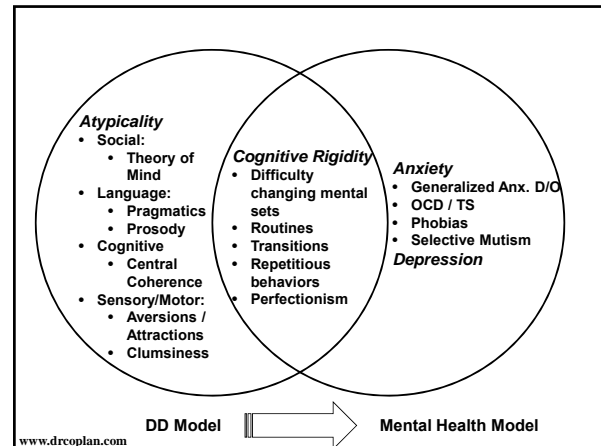 Atypicality
• Social:
• Theory of
Mind
• Language:
• Pragmatics
• Prosody
• Cognitive
• Central
Coherence
• Sensory/Motor:
• Aversions /
Attractions
• Clumsiness
Cognitive Rigidity
• Difficulty
changing mental
sets
• Routines
• Transitions
• Repetitious
behaviors
• Perfectionism
Anxiety
• Generalized Anx. D/O
• OCD / TS
• Phobias
• Selective Mutism
Depression
DD Model
Mental Health Model
www.drcoplan.com